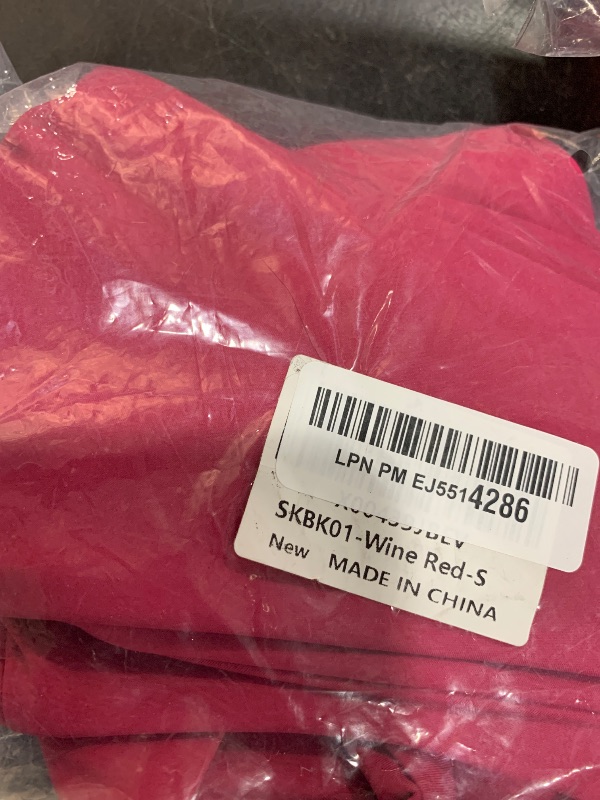 LPN PM EJ5514286
SKBK01-Wine Red-S
New MADE IN CHINA